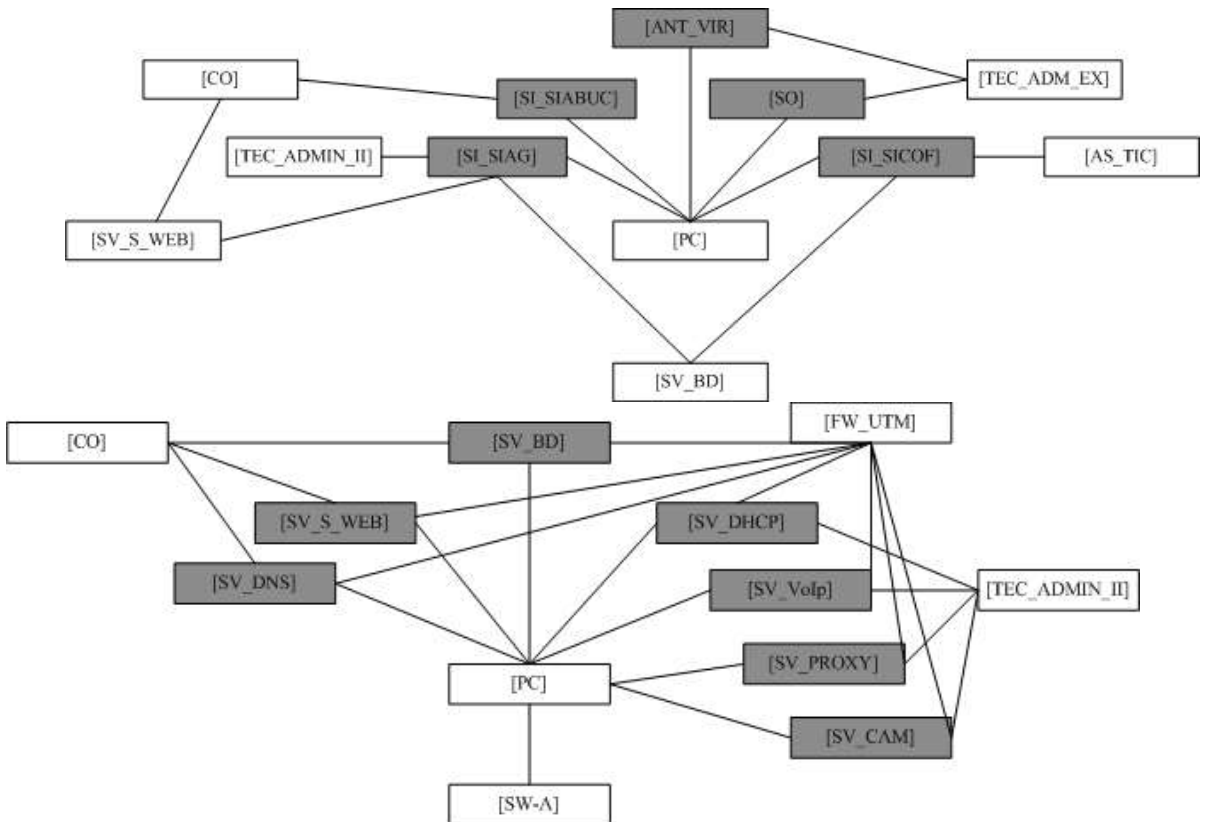 [ANT_VIR]
[CO]
[TEC_ADM_EX]
[SI_SIABUC]
[SO]
[TEC_ADMIN_II]
[SI_SIAG]
[SI_SICOF]
[AS_TIC]
[SV_S_WEB]
[PC]
[SV_BD]
[FW_UTM]
[CO]
[SV_BD]
[SV_S_WEB]
[SV_DHCP]
[SV_DNS]
[SV_VoIp]
[TEC_ADMIN_II]
[SV_PROXY]
[PC]
[SV_CAM]
[SW-A]